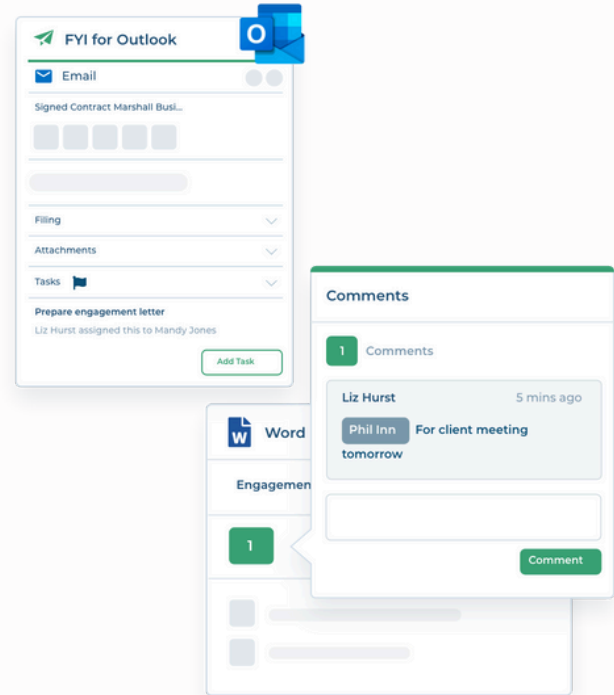 FYI for Outlook
O
Email
Signed Contract Marshall Busi...
Filing
Attachments
Tasks
Prepare engagement letter
Liz Hurst assigned this to Mandy Jones
Add Task
Comments
1 Comments
Liz Hurst 5 mins ago
Phil Inn For client meeting
tomorrow
Comment
W Word
Engagemen
1